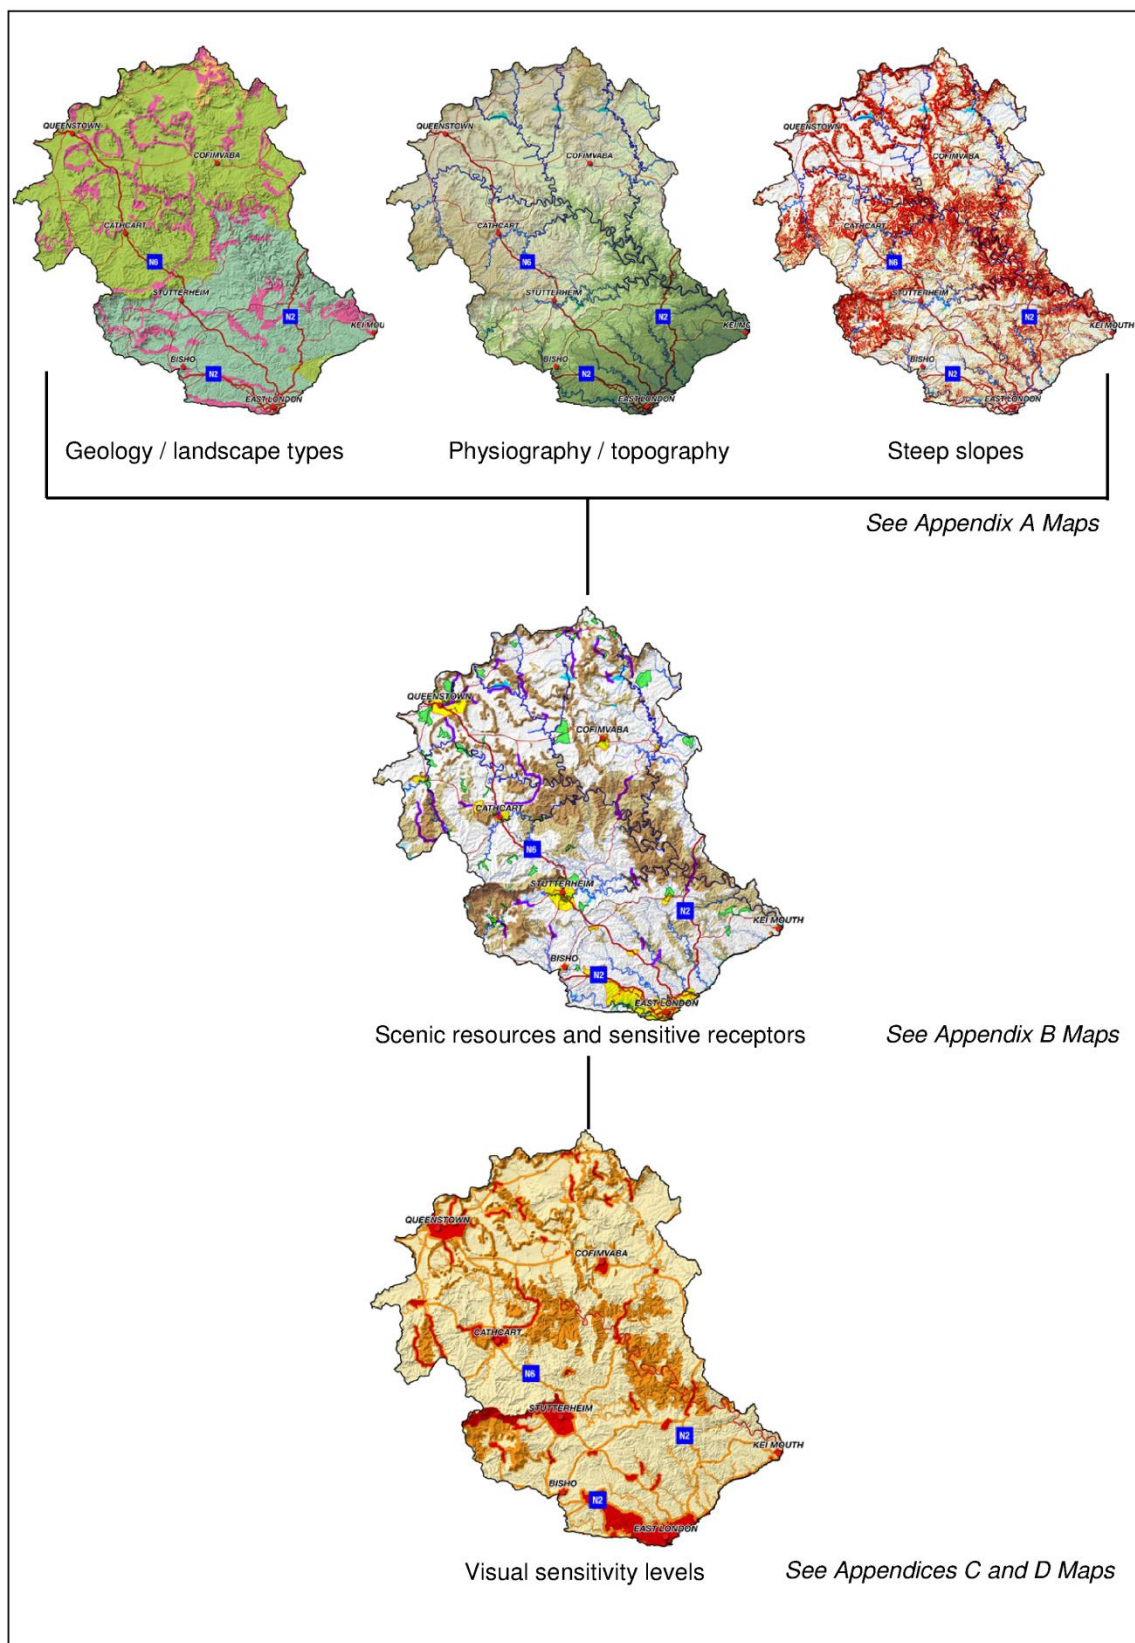 QUEENSTOWN
COFIMVABA
CATHCART
N6
STUTTERHEIM
N2
KEI MOU
BISHO
N2
EAST LONDON
QUEENSTOWN
COFIMVABA
CATHCART
N6
STUTTERHEIM
N2
KEI MO
BISHO
N2
EAST LONDON
QUEENSTOWN
COFIMVABA
CATHCART
N6
STUTTERHEIM
N2
KEI MOUTH
BISHO
N2
EAST LONDON
Geology / landscape types
Physiography / topography
Steep slopes
See Appendix A Maps
QUEENSTOWN
COFIMVABA
CATHCART
N6
STUTTERHEIM
N2
KEI MOUTH
BISHO
N2
EAST LONDON
Scenic resources and sensitive receptors
See Appendix B Maps
QUEENSTOWN
COFIMVABA
CATHCART
N6
STUTTERHEIM
N2
KEI MOUTH
BISHO
N2
EAST LONDON
Visual sensitivity levels
See Appendices C and D Maps